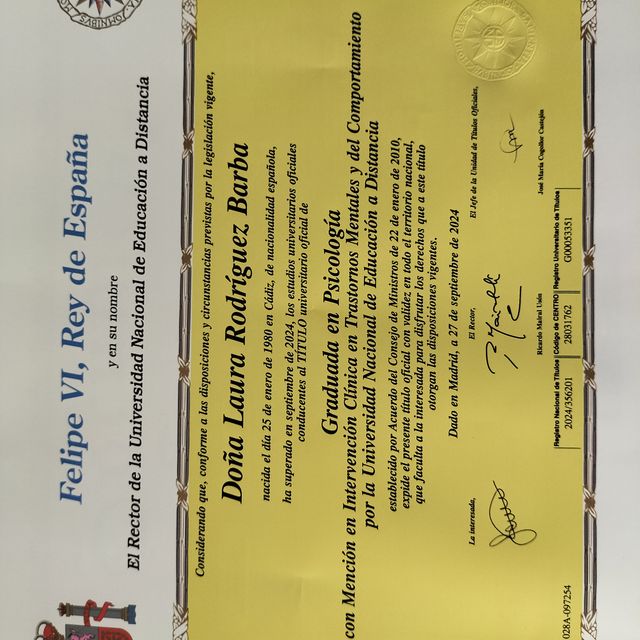 Felipe VI, Rey de España
y en su nombre
El Rector de la Universidad Nacional de Educación a Distancia
Considerando que, conforme a las disposiciones y circunstancias previstas por la legislación vigente,
Doña Laura Rodríguez Barba
nacida el día 25 de enero de 1980 en Cádiz, de nacionalidad española,
ha superado en septiembre de 2024, los estudios universitarios oficiales
conducentes al TÍTULO universitario oficial de
Graduada en Psicología
con Mención en Intervención Clínica en Trastornos Mentales y del Comportamiento
por la Universidad Nacional de Educación a Distancia
establecido por Acuerdo del Consejo de Ministros de 22 de enero de 2010,
expide el presente título oficial con validez en todo el territorio nacional,
que faculta a la interesada para disfrutar los derechos que a este título
otorgan las disposiciones vigentes.
Dado en Madrid, a 27 de septiembre de 2024
La interesada,
El Rector,
El Jefe de la Unidad de Títulos Oficiales,
Ricardo Mairal Usón
José María Cogollor Castejón
Registro Nacional de Títulos
Código de CENTRO
Registro Universitario de Títulos
2024/356201
28031762
G00053351
028A-097254